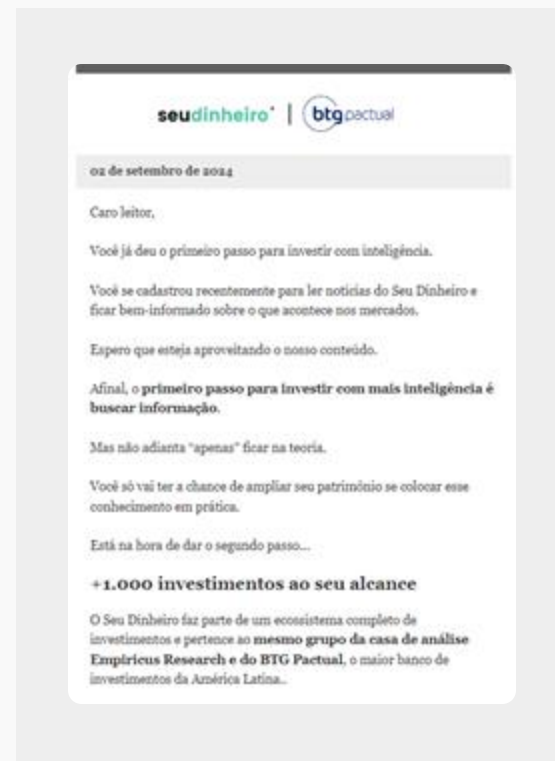 seudinheiro | btgpactual
02 de setembro de 2024
Caro leitor,
Você já deu o primeiro passo para investir com inteligência.
Você se cadastrou recentemente para ler notícias do Seu Dinheiro e
ficar bem-informado sobre o que acontece nos mercados.
Espero que esteja aproveitando o nosso conteúdo.
Afinal, o primeiro passo para investir com mais inteligência é
buscar informação.
Mas não adianta "apenas" ficar na teoria.
Você só vai ter a chance de ampliar seu patrimônio se colocar esse
conhecimento em prática.
Está na hora de dar o segundo passo...
+1.000 investimentos ao seu alcance
O Seu Dinheiro faz parte de um ecossistema completo de
investimentos e pertence ao mesmo grupo da casa de análise
Empiricus Research e do BTG Pactual, o maior banco de
investimentos da América Latina..